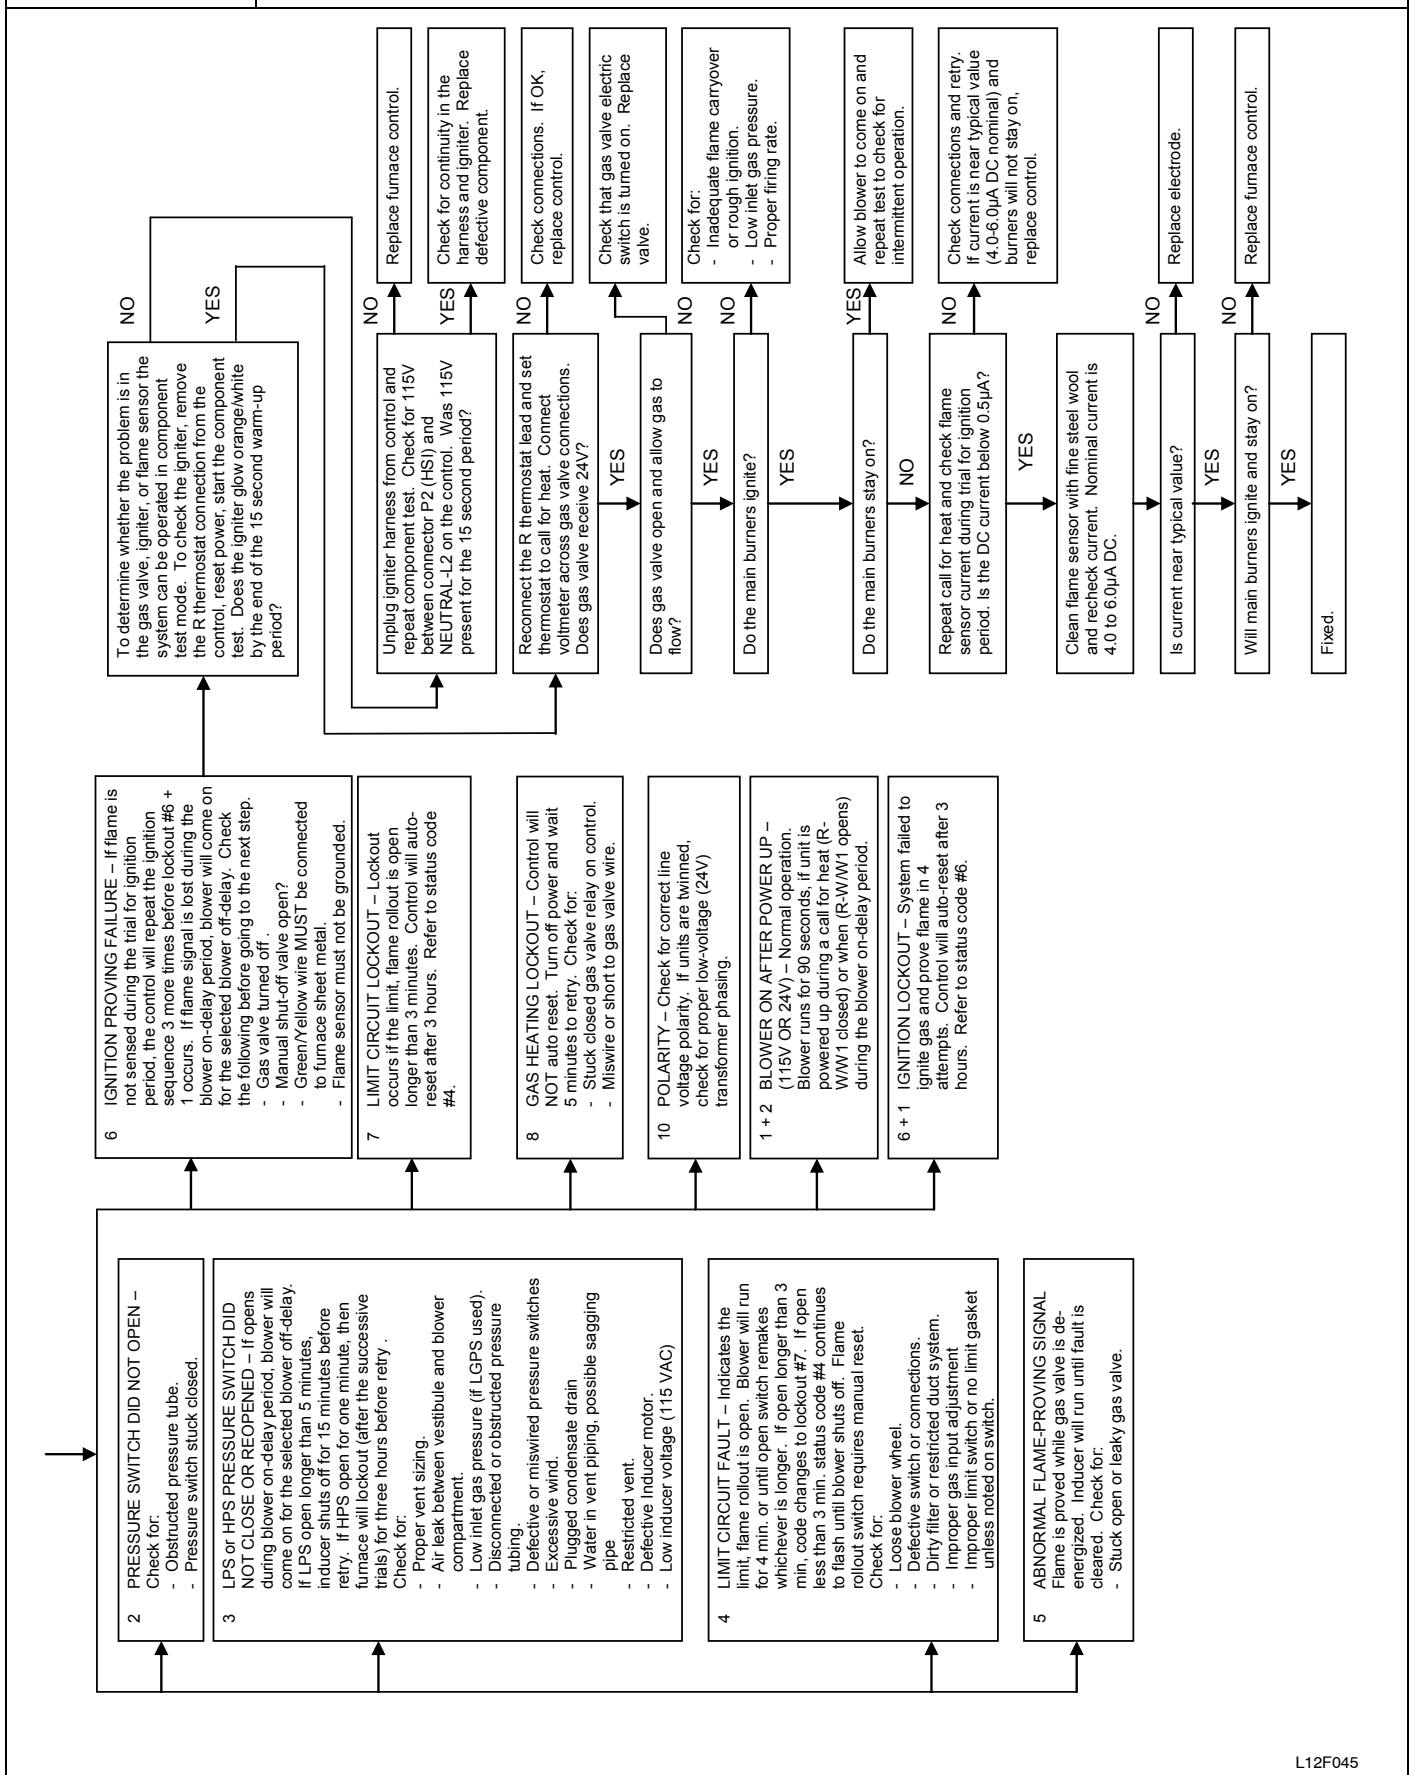 2 PRESSURE SWITCH DID NOT OPEN –
Check for:
- Obstructed pressure tube.
- Pressure switch stuck closed.
3 LPS or HPS PRESSURE SWITCH DID
NOT CLOSE OR REOPENED – If opens
during blower on-delay period, blower will
come on for the selected blower off-delay.
If LPS open longer than 5 minutes,
inducer shuts off for 15 minutes before
retry. If HPS open for one minute, then
furnace will lockout (after the successive
trials) for three hours before retry .
Check for:
- Proper vent sizing.
- Air leak between vestibule and blower
compartment.
- Low inlet gas pressure (if LGPS used).
- Disconnected or obstructed pressure
tubing.
- Defective or miswired pressure switches
- Excessive wind.
- Plugged condensate drain
- Water in vent piping, possible sagging
pipe
- Restricted vent.
- Defective Inducer motor.
- Low inducer voltage (115 VAC)
4 LIMIT CIRCUIT FAULT – Indicates the
limit, flame rollout is open. Blower will run
for 4 min. or until open switch remakes
whichever is longer. If open longer than 3
min, code changes to lockout #7. If open
less than 3 min. status code #4 continues
to flash until blower shuts off. Flame
rollout switch requires manual reset.
Check for:
- Loose blower wheel.
- Defective switch or connections.
- Dirty filter or restricted duct system.
- Improper gas input adjustment
- Improper limit switch or no limit gasket
unless noted on switch.
5 ABNORMAL FLAME-PROVING SIGNAL
Flame is proved while gas valve is de-
energized. Inducer will run until fault is
cleared. Check for:
- Stuck open or leaky gas valve.
6 IGNITION PROVING FAILURE – If flame is
not sensed during the trial for ignition
period, the control will repeat the ignition
sequence 3 more times before lockout #6 +
1 occurs. If flame signal is lost during the
blower on-delay period, blower will come on
for the selected blower off-delay. Check
the following before going to the next step.
- Gas valve turned off .
- Manual shut-off valve open?
- Green/Yellow wire MUST be connected
to furnace sheet metal.
- Flame sensor must not be grounded.
7 LIMIT CIRCUIT LOCKOUT – Lockout
occurs if the limit, flame rollout is open
longer than 3 minutes. Control will auto-
reset after 3 hours. Refer to status code
#4.
8 GAS HEATING LOCKOUT – Control will
NOT auto reset. Turn off power and wait
5 minutes to retry. Check for:
- Stuck closed gas valve relay on control.
- Miswire or short to gas valve wire.
10 POLARITY – Check for correct line
voltage polarity. If units are twinned,
check for proper low-voltage (24V)
transformer phasing.
1 + 2 BLOWER ON AFTER POWER UP –
(115V OR 24V) – Normal operation.
Blower runs for 90 seconds, if unit is
powered up during a call for heat (R-
W/W1 closed) or when (R-W/W1 opens)
during the blower on-delay period.
6 + 1 IGNITION LOCKOUT – System failed to
ignite gas and prove flame in 4
attempts. Control will auto-reset after 3
hours. Refer to status code #6.
To determine whether the problem is in
the gas valve, igniter, or flame sensor the
system can be operated in component
test mode. To check the igniter, remove
the R thermostat connection from the
control, reset power, start the component
test. Does the igniter glow orange/white
by the end of the 15 second warm-up
period?
NO
YES
Unplug igniter harness from control and
repeat component test. Check for 115V
between connector P2 (HSI) and
NEUTRAL-L2 on the control. Was 115V
present for the 15 second period?
NO
Replace furnace control.
YES
Check for continuity in the
harness and igniter. Replace
defective component.
Reconnect the R thermostat lead and set
thermostat to call for heat. Connect
voltmeter across gas valve connections.
Does gas valve receive 24V?
NO
Check connections. If OK,
replace control.
YES
Does gas valve open and allow gas to
flow?
NO
Check that gas valve electric
switch is turned on. Replace
valve.
YES
Do the main burners ignite?
NO
Check for:
- Inadequate flame carryover
or rough ignition.
- Low inlet gas pressure.
- Proper firing rate.
YES
Do the main burners stay on?
YES
Allow blower to come on and
repeat test to check for
intermittent operation.
NO
Repeat call for heat and check flame
sensor current during trial for ignition
period. Is the DC current below 0.5µA?
NO
Check connections and retry.
If current is near typical value
(4.0-6.0µA DC nominal) and
burners will not stay on,
replace control.
YES
Clean flame sensor with fine steel wool
and recheck current. Nominal current is
4.0 to 6.0µA DC.
Is current near typical value?
NO
Replace electrode.
YES
Will main burners ignite and stay on?
NO
Replace furnace control.
YES
Fixed.
L12F045